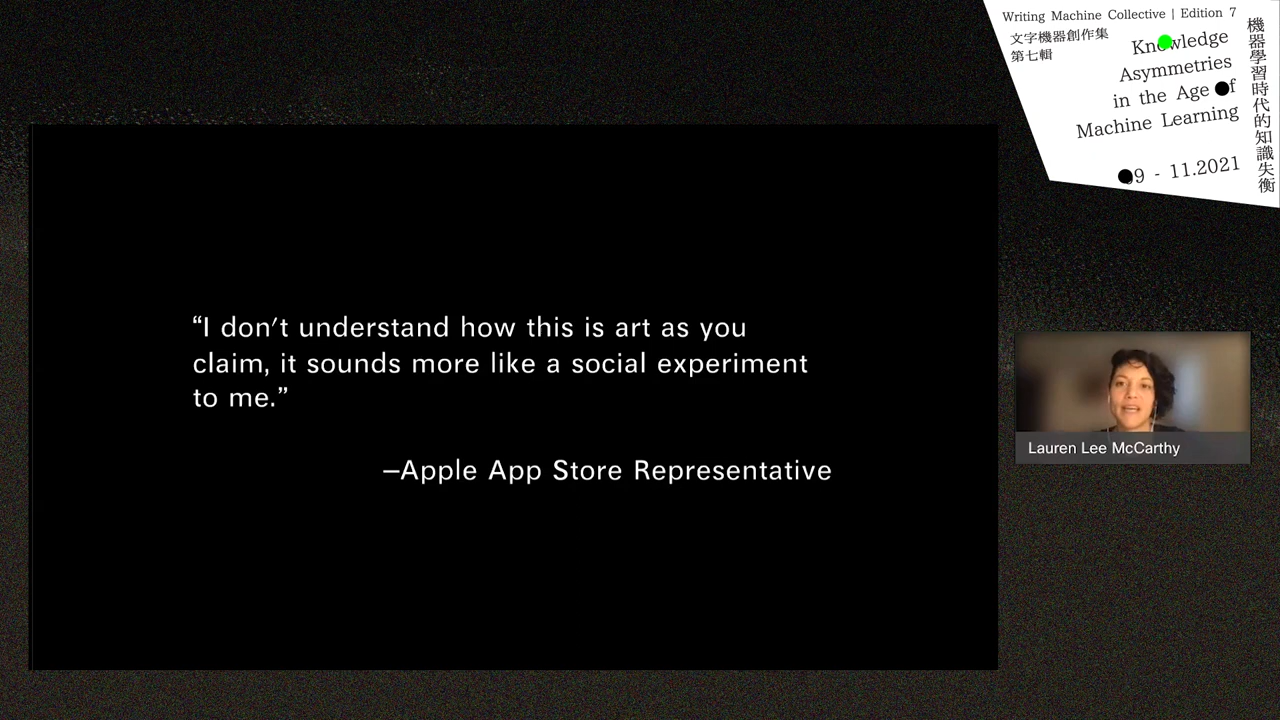 Writing Machine Collective | Edition 7
文字機器創作集
第七輯
Knowledge
Asymmetries
in the Age of
Machine Learning
09 - 11.2021
機器學習時代的知識失衡
“I don’t understand how this is art as you
claim, it sounds more like a social experiment
to me.”
–Apple App Store Representative
Lauren Lee McCarthy